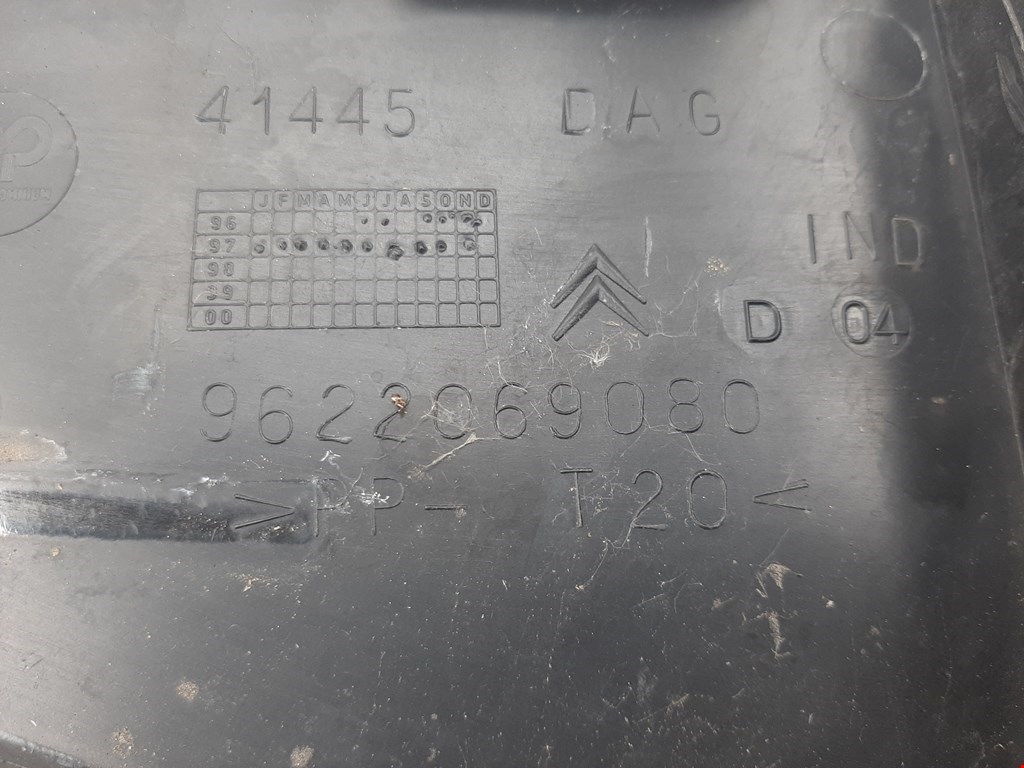 41445 DAG
P
J F M A M J J A S O N D
96
97
98
99
00
IND
D 04
9622069080
>PP- T20<